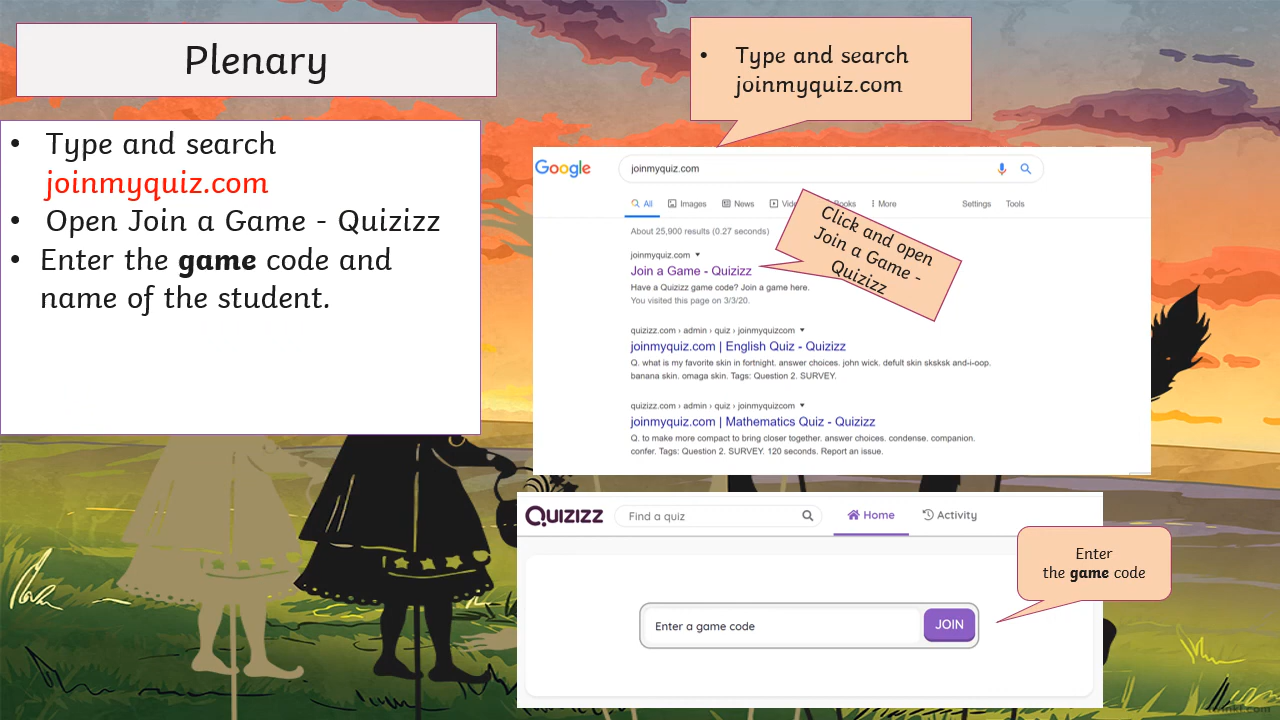 Plenary
• Type and search
joinmyquiz.com
• Open Join a Game - Quizizz
• Enter the game code and
name of the student.
• Type and search
joinmyquiz.com
Google
joinmyquiz.com
All Images News Books More Settings Tools
About 25,900 results (0.27 seconds)
Click and open
Join a Game -
Quizizz
joinmyquiz.com
Join a Game - Quizizz
Have a Quizizz game code? Join a game here.
You visited this page on 3/3/20.
quizizz.com › admin › quiz › joinmyquizcom
joinmyquiz.com | English Quiz - Quizizz
Q. what is my favorite skin in fortnight. answer choices. john wick. defult skin sksksk and-i-oop.
banana skin. omaga skin. Tags: Question 2. SURVEY.
quizizz.com › admin › quiz › joinmyquizcom
joinmyquiz.com | Mathematics Quiz - Quizizz
Q. to make more compact to bring closer together. answer choices. condense. companion.
confer. Tags: Question 2. SURVEY. 120 seconds. Report an issue.
QUIZIZZ Find a quiz Home Activity
Enter
the game code
Enter a game code JOIN